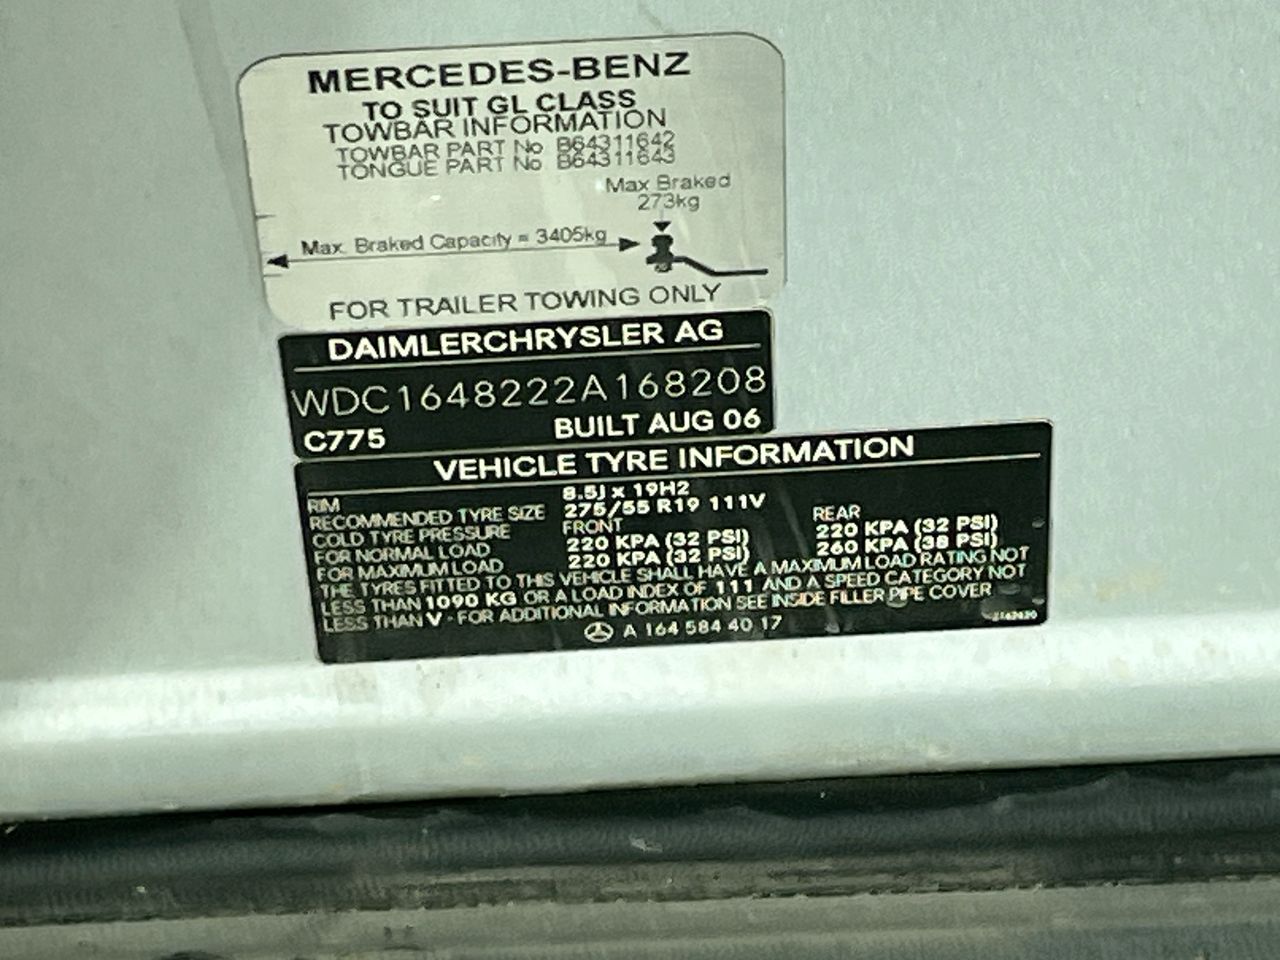 MERCEDES-BENZ
TO SUIT GL CLASS
TOWBAR INFORMATION
TOWBAR PART No B64311642
TONGUE PART No. B64311643
Max Braked
273kg
Max. Braked Capacity = 3405kg
FOR TRAILER TOWING ONLY
DAIMLERCHRYSLER AG
WDC1648222A168208
C775 BUILT AUG 06
VEHICLE TYRE INFORMATION
RIM 8.5J x 19H2
RECOMMENDED TYRE SIZE 275/55 R19 111V
COLD TYRE PRESSURE FRONT REAR
FOR NORMAL LOAD 220 KPA (32 PSI) 220 KPA (32 PSI)
FOR MAXIMUM LOAD 220 KPA (32 PSI) 260 KPA (38 PSI)
THE TYRES FITTED TO THIS VEHICLE SHALL HAVE A MAXIMUM LOAD RATING NOT
LESS THAN 1090 KG OR A LOAD INDEX OF 111 AND A SPEED CATEGORY NOT
LESS THAN V - FOR ADDITIONAL INFORMATION SEE INSIDE FILLER PIPE COVER
A 164 584 40 17